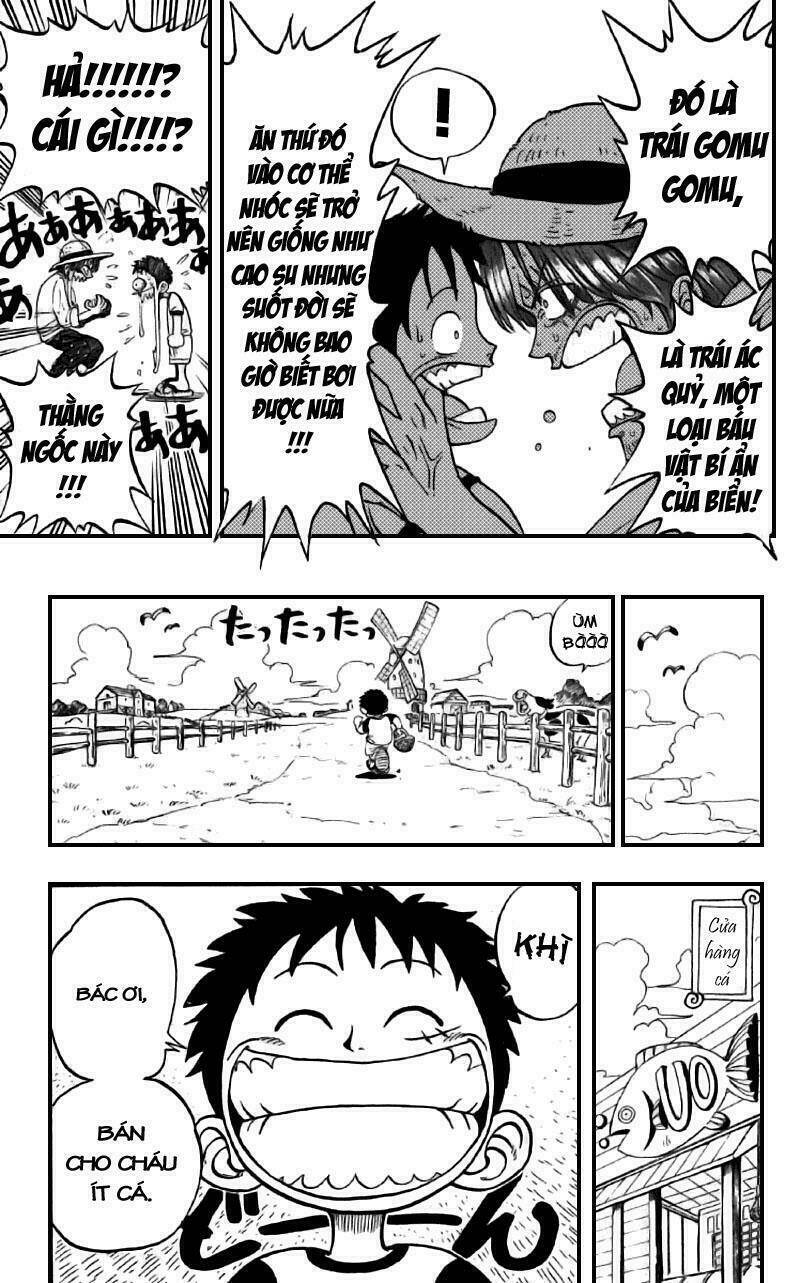 ĐÓ LÀ
TRÁI GOMU
GOMU,
LÀ TRÁI ÁC
QUỶ, MỘT
LOẠI BÁU
VẬT BÍ ẨN
CỦA BIỂN!
!
ĂN THỨ ĐÓ
VÀO CƠ THỂ
NHÓC SẼ TRỞ
NÊN GIỐNG NHƯ
CAO SU NHƯNG
SUỐT ĐỜI SẼ
KHÔNG BAO
GIỜ BIẾT BƠI
ĐƯỢC NỮA
!!!
HẢ!!!!!!!?
CÁI GÌ!!!!!?
ああぁああぁ
ああ
THẰNG
NGỐC NÀY
!!!
ÙM
BÒÒÒ
たったったっ
Cửa
hàng
cá
UO
KHÌ
BÁC ƠI,
BÁN
CHO CHÁU
ÍT CÁ.
じーん